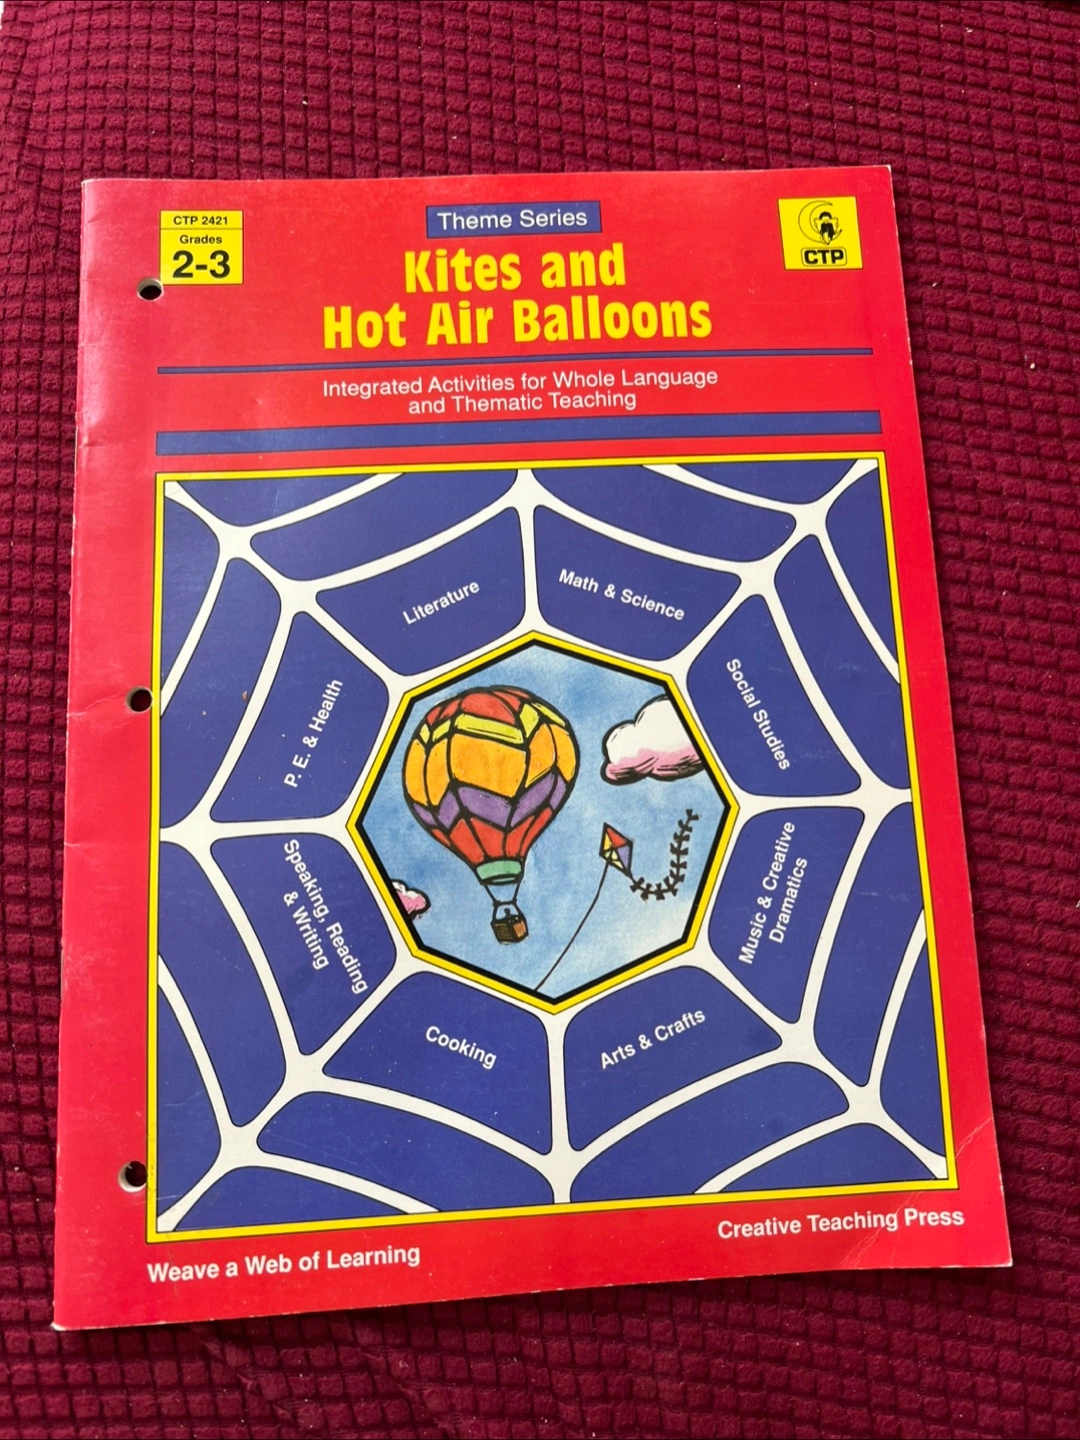 CTP 2421
Grades
2-3
Theme Series
CTP
Kites and
Hot Air Balloons
Integrated Activities for Whole Language
and Thematic Teaching
Literature
Math & Science
P. E. & Health
Social Studies
Speaking, Reading
& Writing
Music & Creative
Dramatics
Cooking
Arts & Crafts
Weave a Web of Learning
Creative Teaching Press